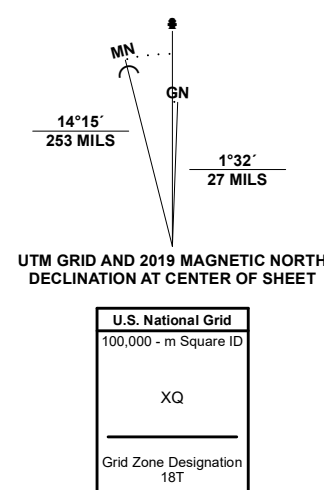 MN
GN
14°15´
253 MILS
1°32´
27 MILS
UTM GRID AND 2019 MAGNETIC NORTH
DECLINATION AT CENTER OF SHEET
U.S. National Grid
100,000 - m Square ID
XQ
Grid Zone Designation
18T